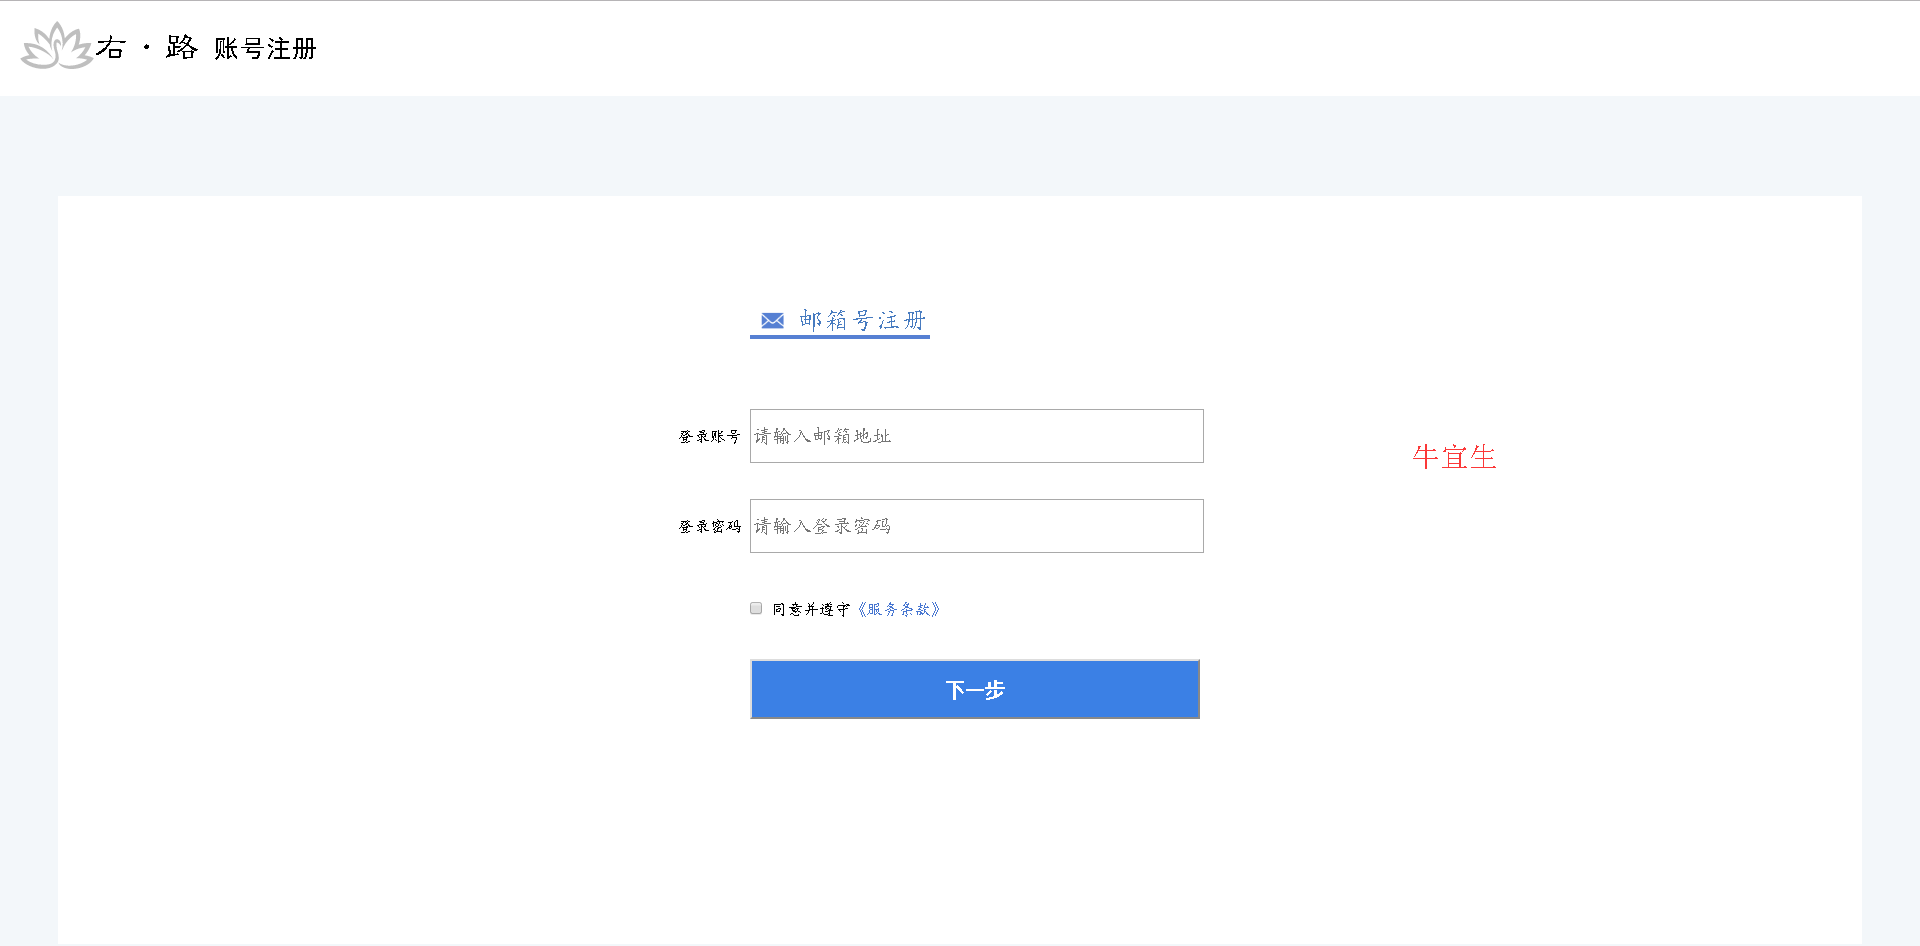 右·路 账号注册
邮箱号注册
登录账号 请输入邮箱地址
牛宜生
登录密码 请输入登录密码
同意并遵守《服务条款》
下一步